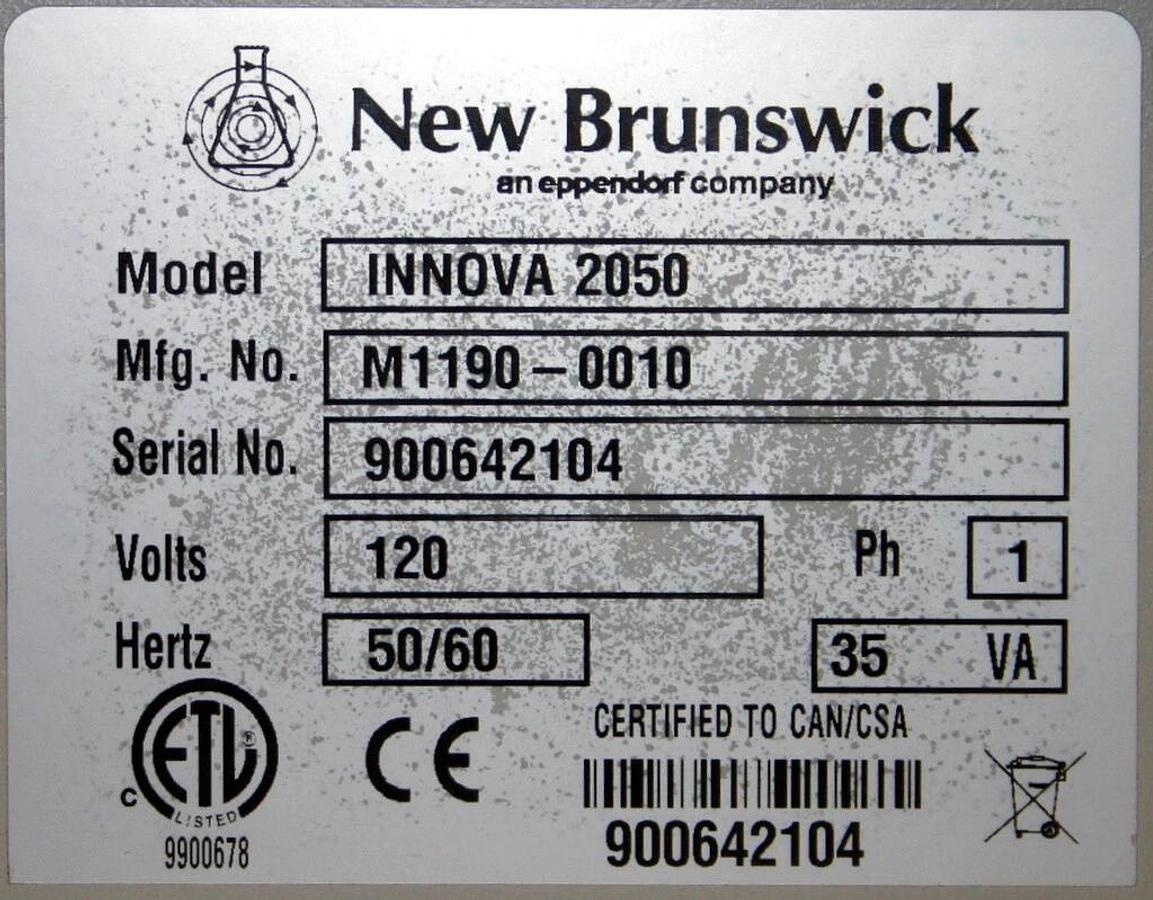 New Brunswick
an eppendorf company
Model INNOVA 2050
Mfg. No. M1190-0010
Serial No. 900642104
Volts 120 Ph 1
Hertz 50/60 35 VA
CERTIFIED TO CAN/CSA
ETL ® CE
C LISTED
900642104
9900678